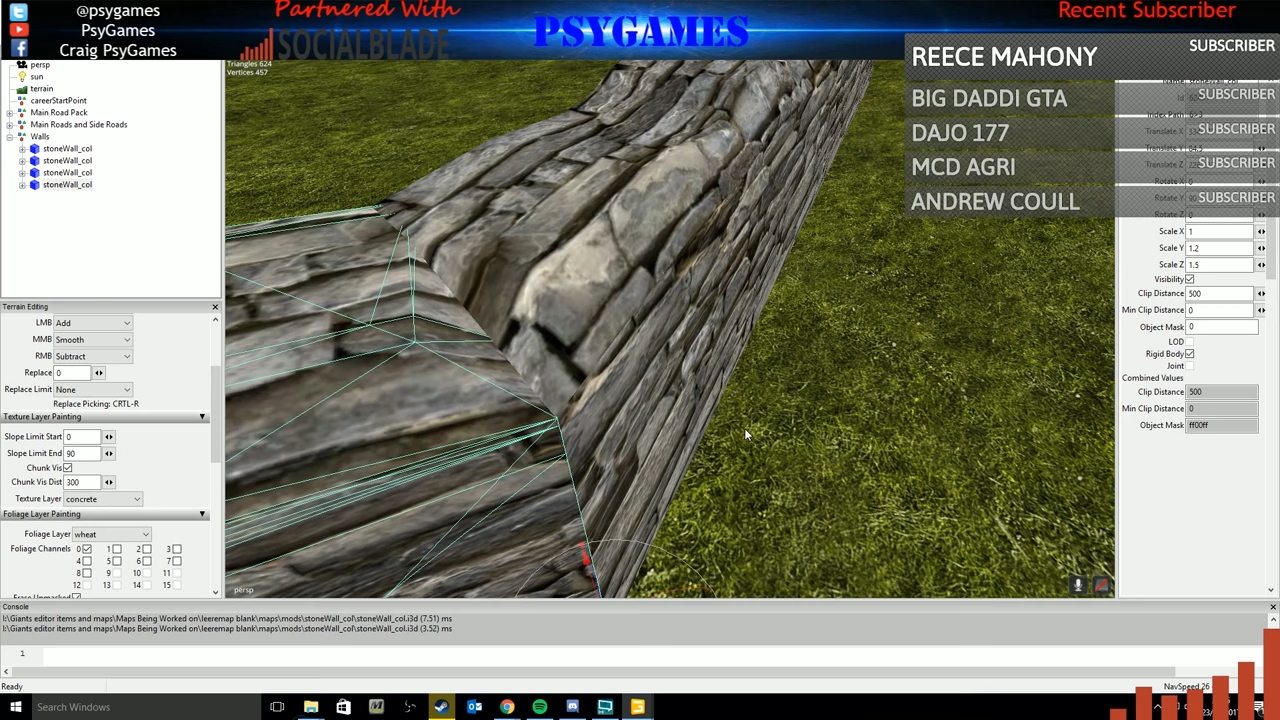 @psygames
PsyGames
Craig PsyGames
Partnered With
SOCIALBLADE
PSYGAMES
Recent Subscriber
REECE MAHONY SUBSCRIBER
BIG DADDI GTA SUBSCRIBER
DAJO 177 SUBSCRIBER
MCD AGRI SUBSCRIBER
ANDREW COULL SUBSCRIBER
persp
sun
terrain
careerStartPoint
Main Road Pack
Main Roads and Side Roads
Walls
stoneWall_col
stoneWall_col
stoneWall_col
stoneWall_col
Triangles 624
Vertices 457
Terrain Editing
LMB Add
MMB Smooth
RMB Subtract
Replace 0
Replace Limit None
Replace Picking: CRTL-R
Texture Layer Painting
Slope Limit Start 0
Slope Limit End 90
Chunk Vis
Chunk Vis Dist 300
Texture Layer concrete
Foliage Layer Painting
Foliage Layer wheat
Foliage Channels 0 1 2 3
4 5 6 7
8 9 10 11
12 13 14 15
persp
Translate X
Translate Y
Translate Z
Rotate X
Rotate Y
Rotate Z
Scale X 1
Scale Y 1.2
Scale Z 1.5
Visibility
Clip Distance 500
Min Clip Distance 0
Object Mask 0
LOD
Rigid Body
Joint
Combined Values
Clip Distance 500
Min Clip Distance 0
Object Mask ff00ff
Console
I:\Giants editor items and maps\Maps Being Worked on\leeremap blank\maps\mods\stoneWall_col\stoneWall_col.i3d (7.51) ms
I:\Giants editor items and maps\Maps Being Worked on\leeremap blank\maps\mods\stoneWall_col\stoneWall_col.i3d (3.52) ms
1
Ready
NavSpeed 26
Search Windows